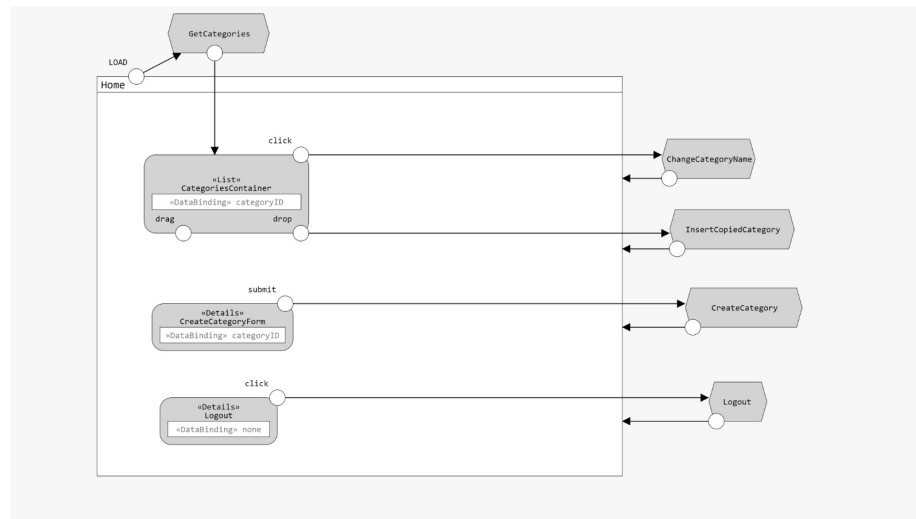 GetCategories
LOAD
Home
click
ChangeCategoryName
«List»
CategoriesContainer
«DataBinding» categoryID
drag
drop
InsertCopiedCategory
submit
CreateCategory
«Details»
CreateCategoryForm
«DataBinding» categoryID
click
Logout
«Details»
Logout
«DataBinding» none